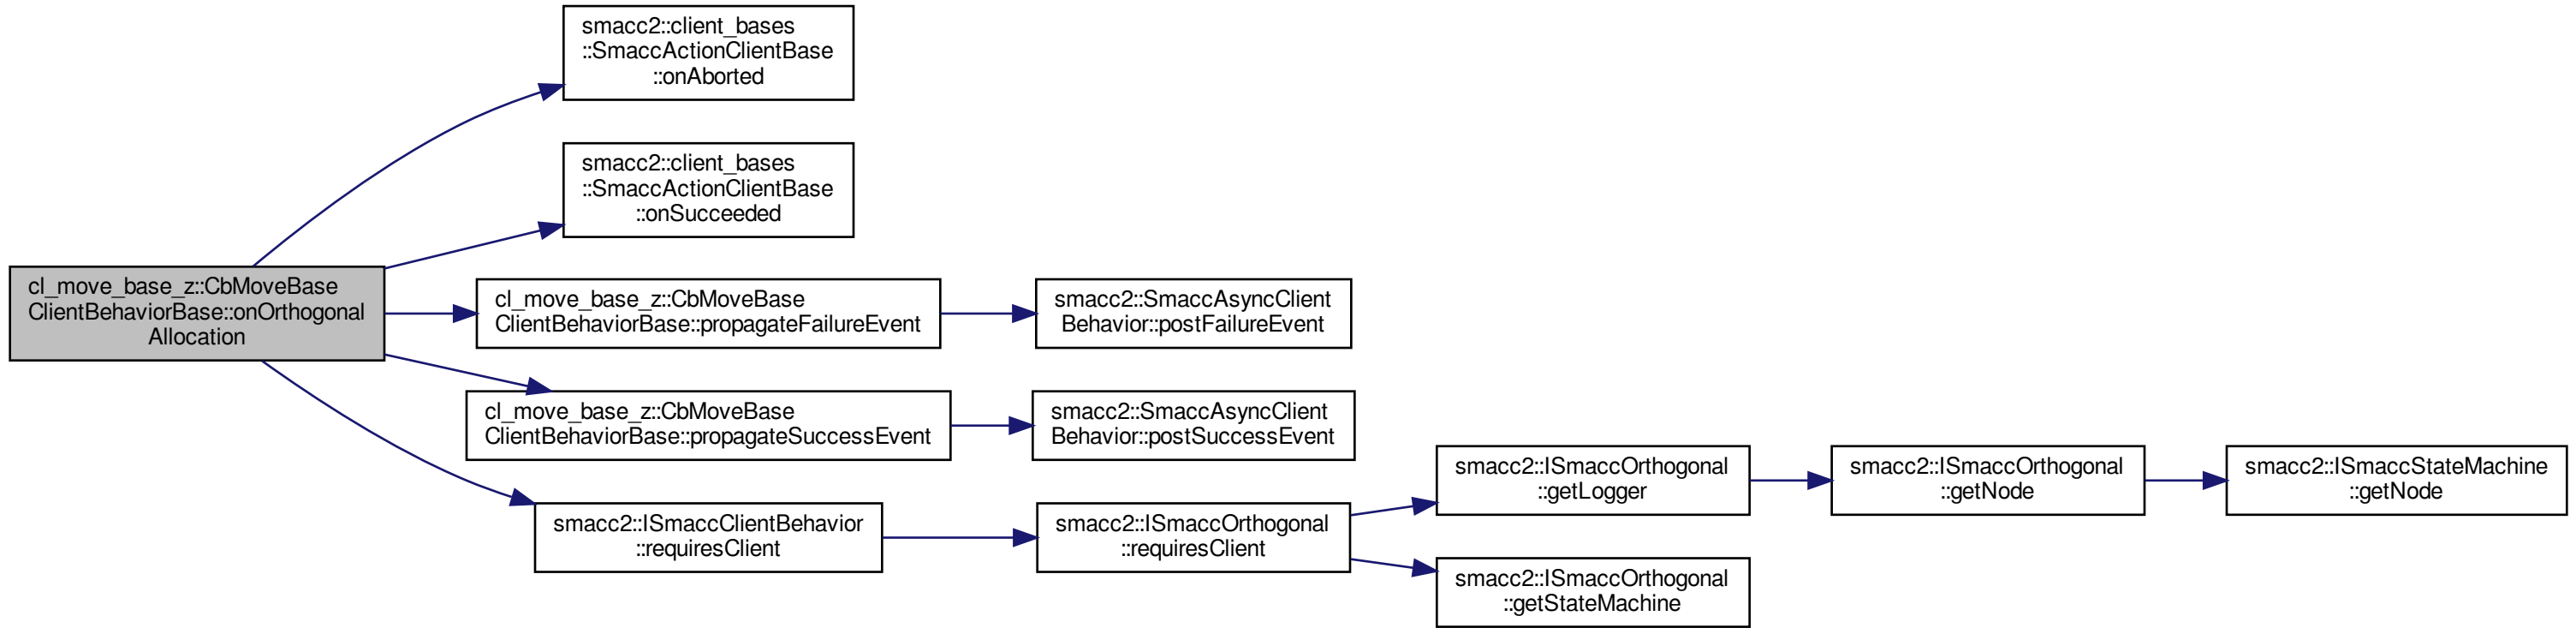 smacc2::client_bases
::SmaccActionClientBase
::onAborted
smacc2::client_bases
::SmaccActionClientBase
::onSucceeded
cl_move_base_z::CbMoveBase
ClientBehaviorBase::onOrthogonal
Allocation
cl_move_base_z::CbMoveBase
ClientBehaviorBase::propagateFailureEvent
smacc2::SmaccAsyncClient
Behavior::postFailureEvent
cl_move_base_z::CbMoveBase
ClientBehaviorBase::propagateSuccessEvent
smacc2::SmaccAsyncClient
Behavior::postSuccessEvent
smacc2::ISmaccClientBehavior
::requiresClient
smacc2::ISmaccOrthogonal
::requiresClient
smacc2::ISmaccOrthogonal
::getLogger
smacc2::ISmaccOrthogonal
::getNode
smacc2::ISmaccStateMachine
::getNode
smacc2::ISmaccOrthogonal
::getStateMachine